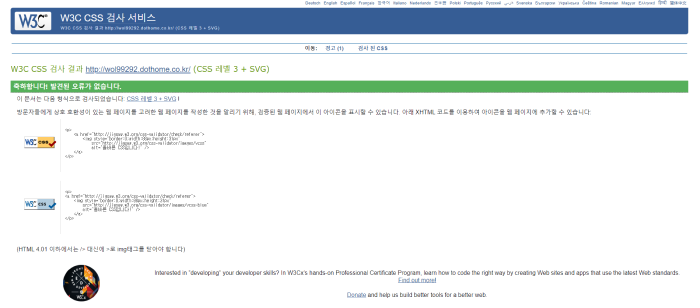 Deutsch English Español Français 한국어 Italiano Nederlands 日本語 Polski Português Русский فارسی Svenska Български Українська Čeština Romanian Magyar Ελληνικά हिन्दी 简体中文
W3C® W3C CSS 검사 서비스
W3C CSS 검사 결과 http://wol99292.dothome.co.kr/ (CSS 레벨 3 + SVG)
이동: 경고 (1) 검사 된 CSS
W3C CSS 검사 결과 http://wol99292.dothome.co.kr/ (CSS 레벨 3 + SVG)
축하합니다! 발견된 오류가 없습니다.
이 문서는 다음 형식으로 검사되었습니다 CSS 레벨 3 + SVG !
방문자들에게 상호 호환성이 있는 웹 페이지를 고려한 웹 페이지를 작성한 것을 알리기 위해, 검증된 웹 페이지에서 이 아이콘을 표시할 수 있습니다. 아래 XHTML 코드를 이용하여 아이콘을 웹 페이지에 추가할 수 있습니다:
W3C css
<p>
<a href="http://jigsaw.w3.org/css-validator/check/referer">
<img style="border:0;width:88px;height:31px"
src="http://jigsaw.w3.org/css-validator/images/vcss"
alt="올바른 CSS입니다!" />
</a>
</p>
W3C css
<p>
<a href="http://jigsaw.w3.org/css-validator/check/referer">
<img style="border:0;width:88px;height:31px"
src="http://jigsaw.w3.org/css-validator/images/vcss-blue"
alt="올바른 CSS입니다!" />
</a>
</p>
(HTML 4.01 이하에서는 /> 대신에 >로 img태그를 닫아야 합니다)
Interested in "developing" your developer skills? In W3Cx's hands-on Professional Certificate Program, learn how to code the right way by creating Web sites and apps that use the latest Web standards.
Find out more!
Donate and help us build better tools for a better web.